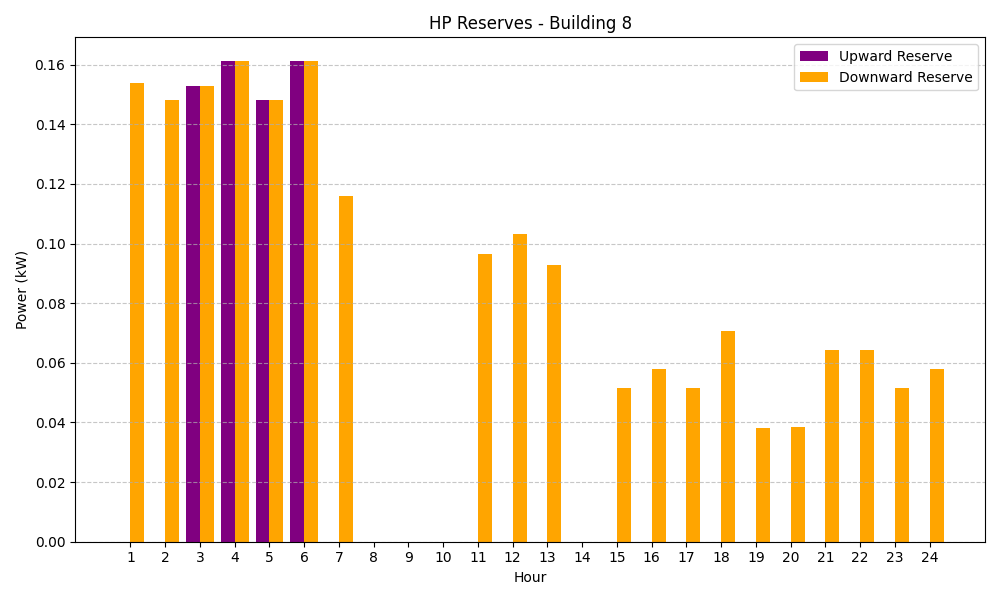 HP Reserves - Building 8
Upward Reserve
Downward Reserve
Power (kW)
0.16
0.14
0.12
0.10
0.08
0.06
0.04
0.02
0.00
1 2 3 4 5 6 7 8 9 10 11 12 13 14 15 16 17 18 19 20 21 22 23 24
Hour